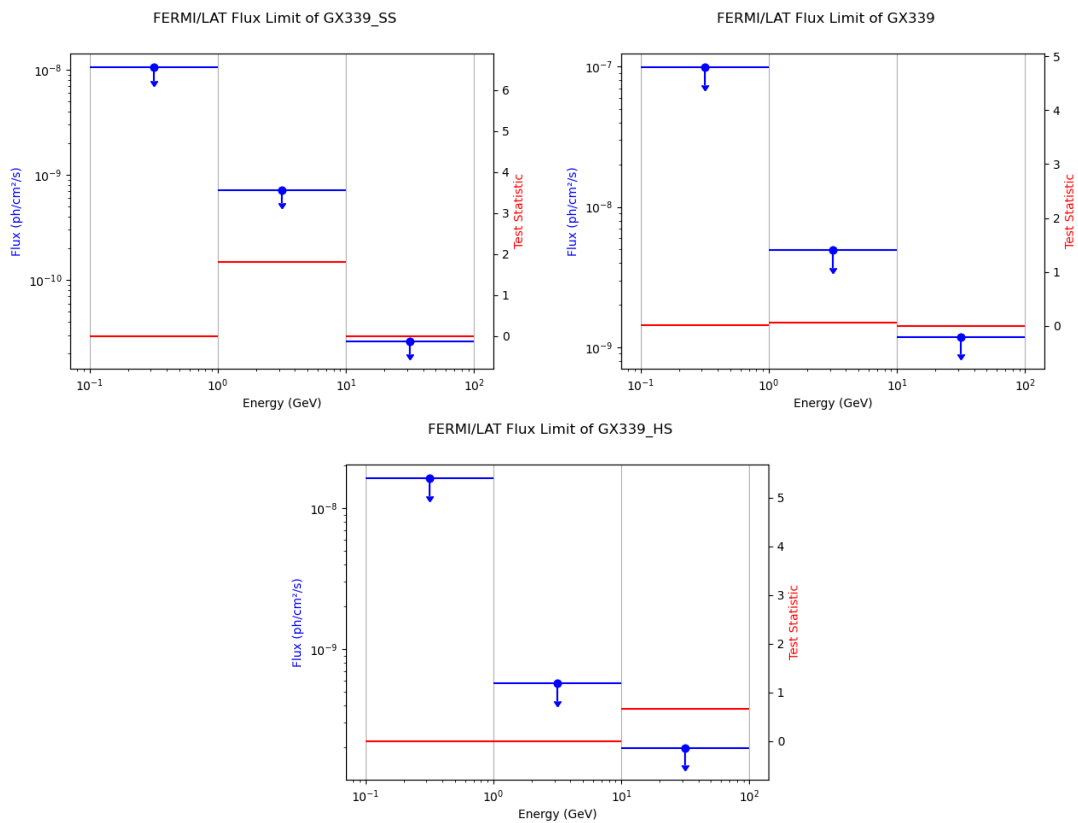 FERMI/LAT Flux Limit of GX339_SS
10⁻⁸
10⁻⁹
10⁻¹⁰
Flux (ph/cm²/s)
6
5
4
3
2
1
0
Test Statistic
10⁻¹ 10⁰ 10¹ 10²
Energy (GeV)
FERMI/LAT Flux Limit of GX339
10⁻⁷
10⁻⁸
10⁻⁹
Flux (ph/cm²/s)
5
4
3
2
1
0
Test Statistic
10⁻¹ 10⁰ 10¹ 10²
Energy (GeV)
FERMI/LAT Flux Limit of GX339_HS
10⁻⁸
10⁻⁹
Flux (ph/cm²/s)
5
4
3
2
1
0
Test Statistic
10⁻¹ 10⁰ 10¹ 10²
Energy (GeV)